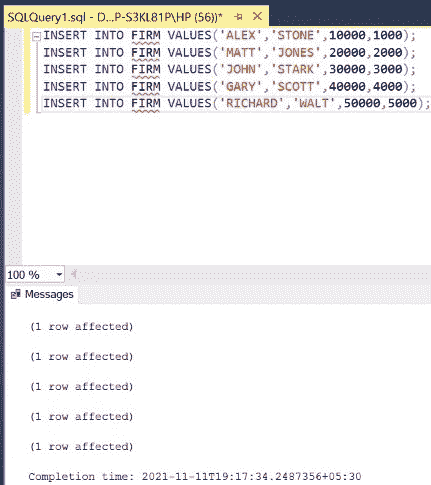 SQLQuery1.sql - D...P-S3KL81P\HP (56))*
INSERT INTO FIRM VALUES('ALEX','STONE',10000,1000);
INSERT INTO FIRM VALUES('MATT','JONES',20000,2000);
INSERT INTO FIRM VALUES('JOHN','STARK',30000,3000);
INSERT INTO FIRM VALUES('GARY','SCOTT',40000,4000);
INSERT INTO FIRM VALUES('RICHARD','WALT',50000,5000);
100 %
Messages
(1 row affected)
(1 row affected)
(1 row affected)
(1 row affected)
(1 row affected)
Completion time: 2021-11-11T19:17:34.2487356+05:30